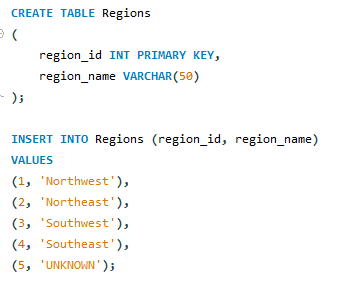 CREATE TABLE Regions
(
region_id INT PRIMARY KEY,
region_name VARCHAR(50)
);
INSERT INTO Regions (region_id, region_name)
VALUES
(1, 'Northwest'),
(2, 'Northeast'),
(3, 'Southwest'),
(4, 'Southeast'),
(5, 'UNKNOWN');